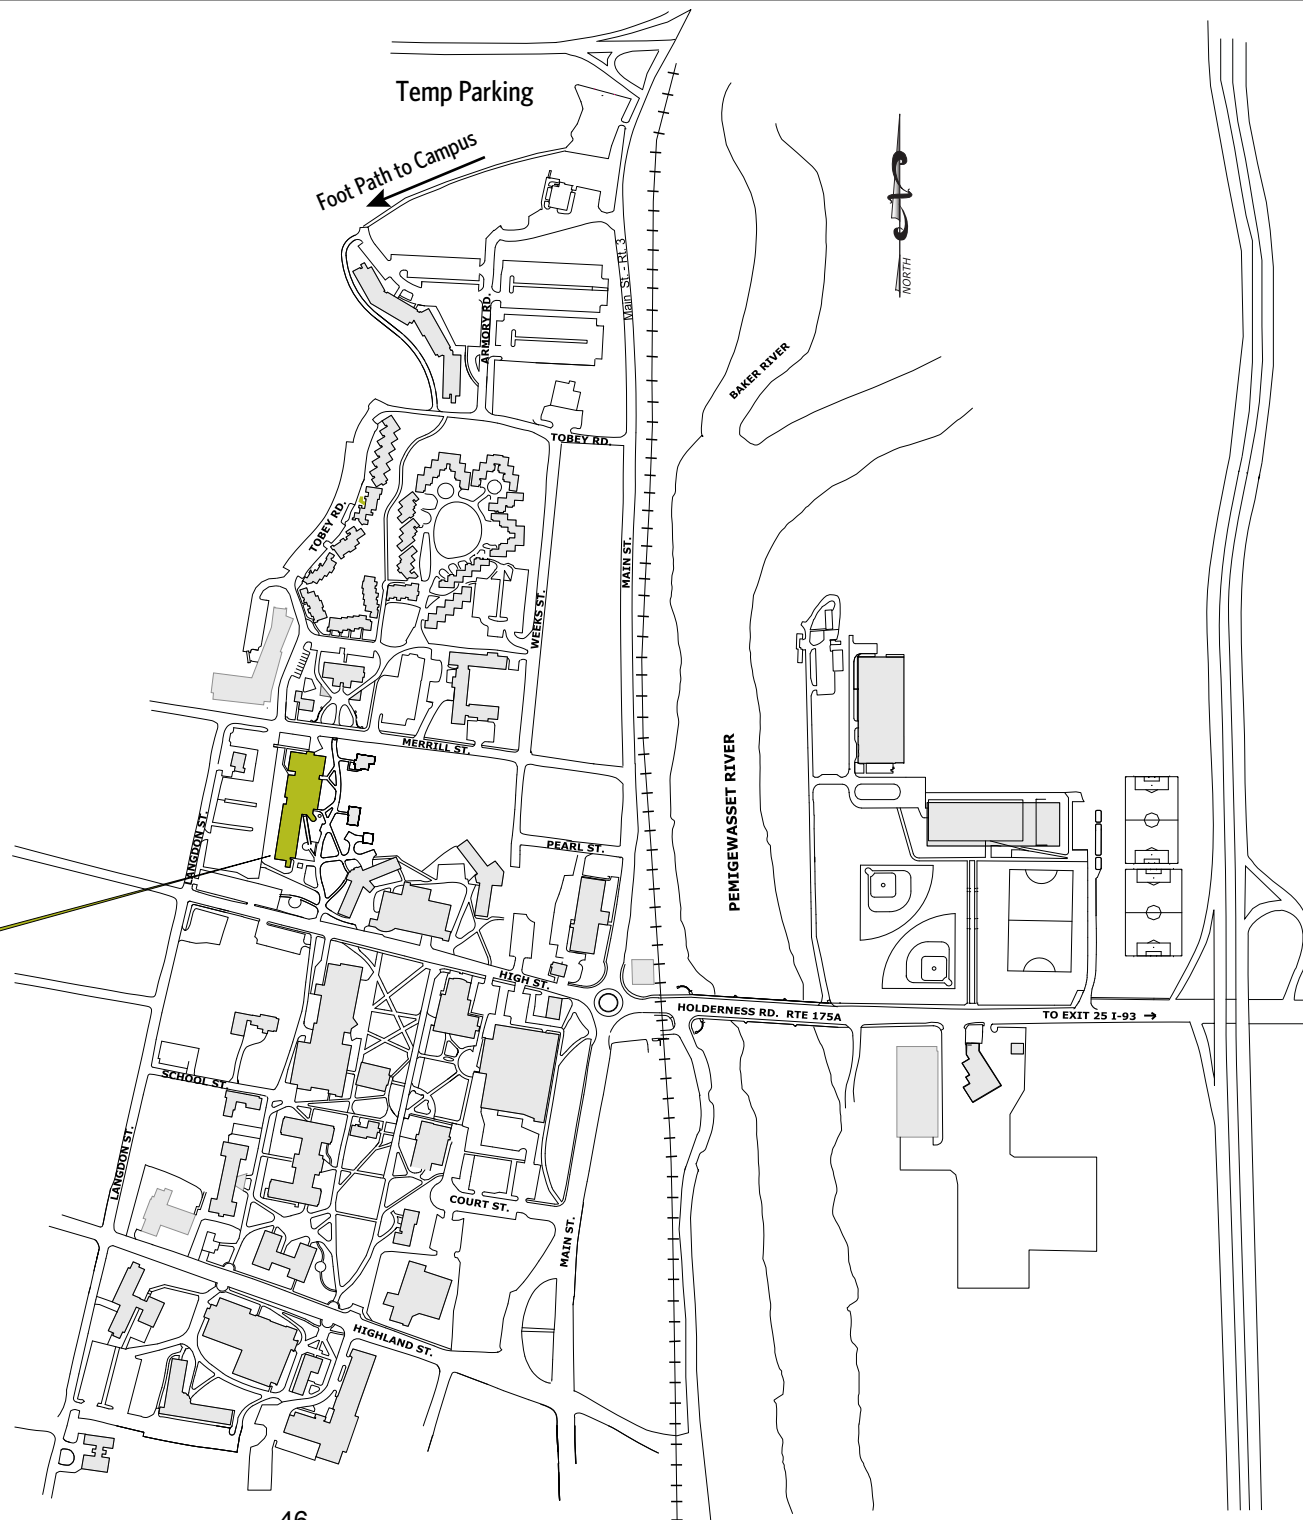 Temp Parking
Foot Path to Campus
NORTH
Main St. - Rt. 3
ARMORY RD.
BAKER RIVER
TOBEY RD.
TOBEY RD.
MAIN ST.
WEEKS ST.
MERRILL ST.
PEMIGEWASSET RIVER
LANGDON ST.
PEARL ST.
HIGH ST.
HOLDERNESS RD. RTE 175A
TO EXIT 25 I-93 →
SCHOOL ST.
LANGDON ST.
COURT ST.
MAIN ST.
HIGHLAND ST.
46